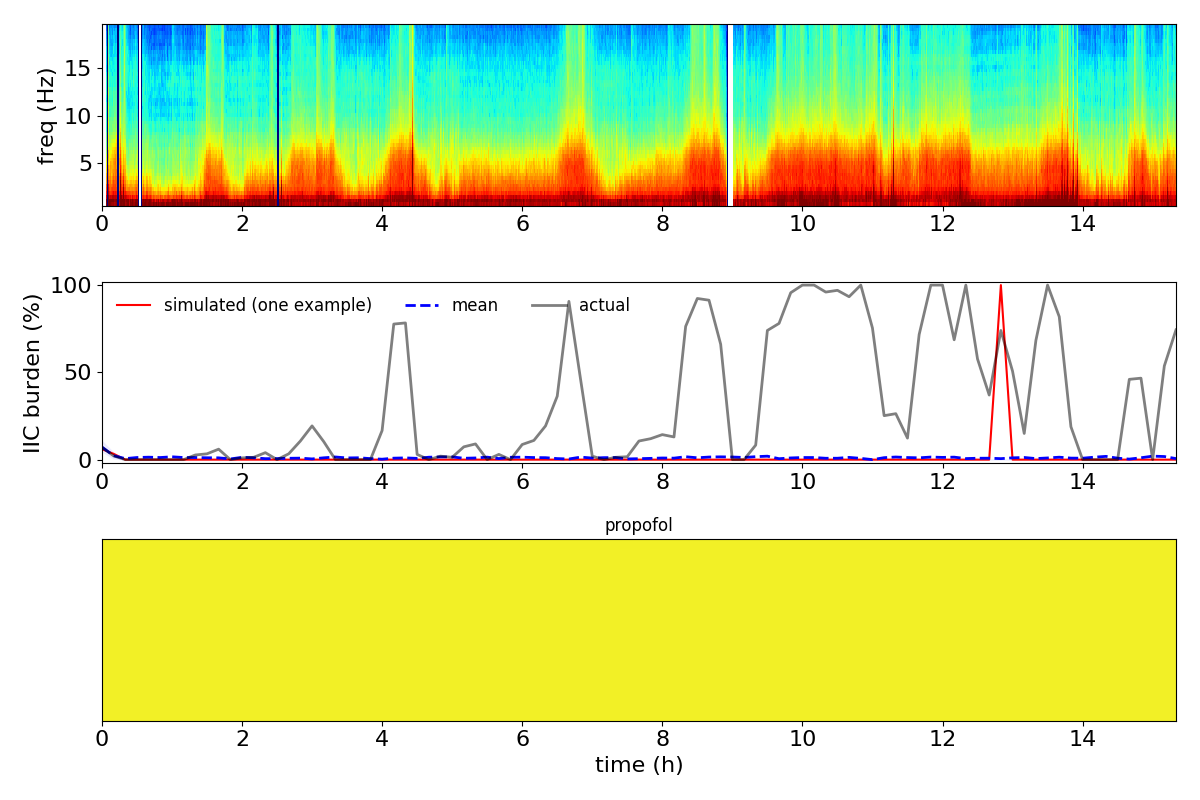 freq (Hz)
15
10
5
0 2 4 6 8 10 12 14
IIC burden (%)
100
50
0
simulated (one example) mean actual
0 2 4 6 8 10 12 14
propofol
0 2 4 6 8 10 12 14
time (h)